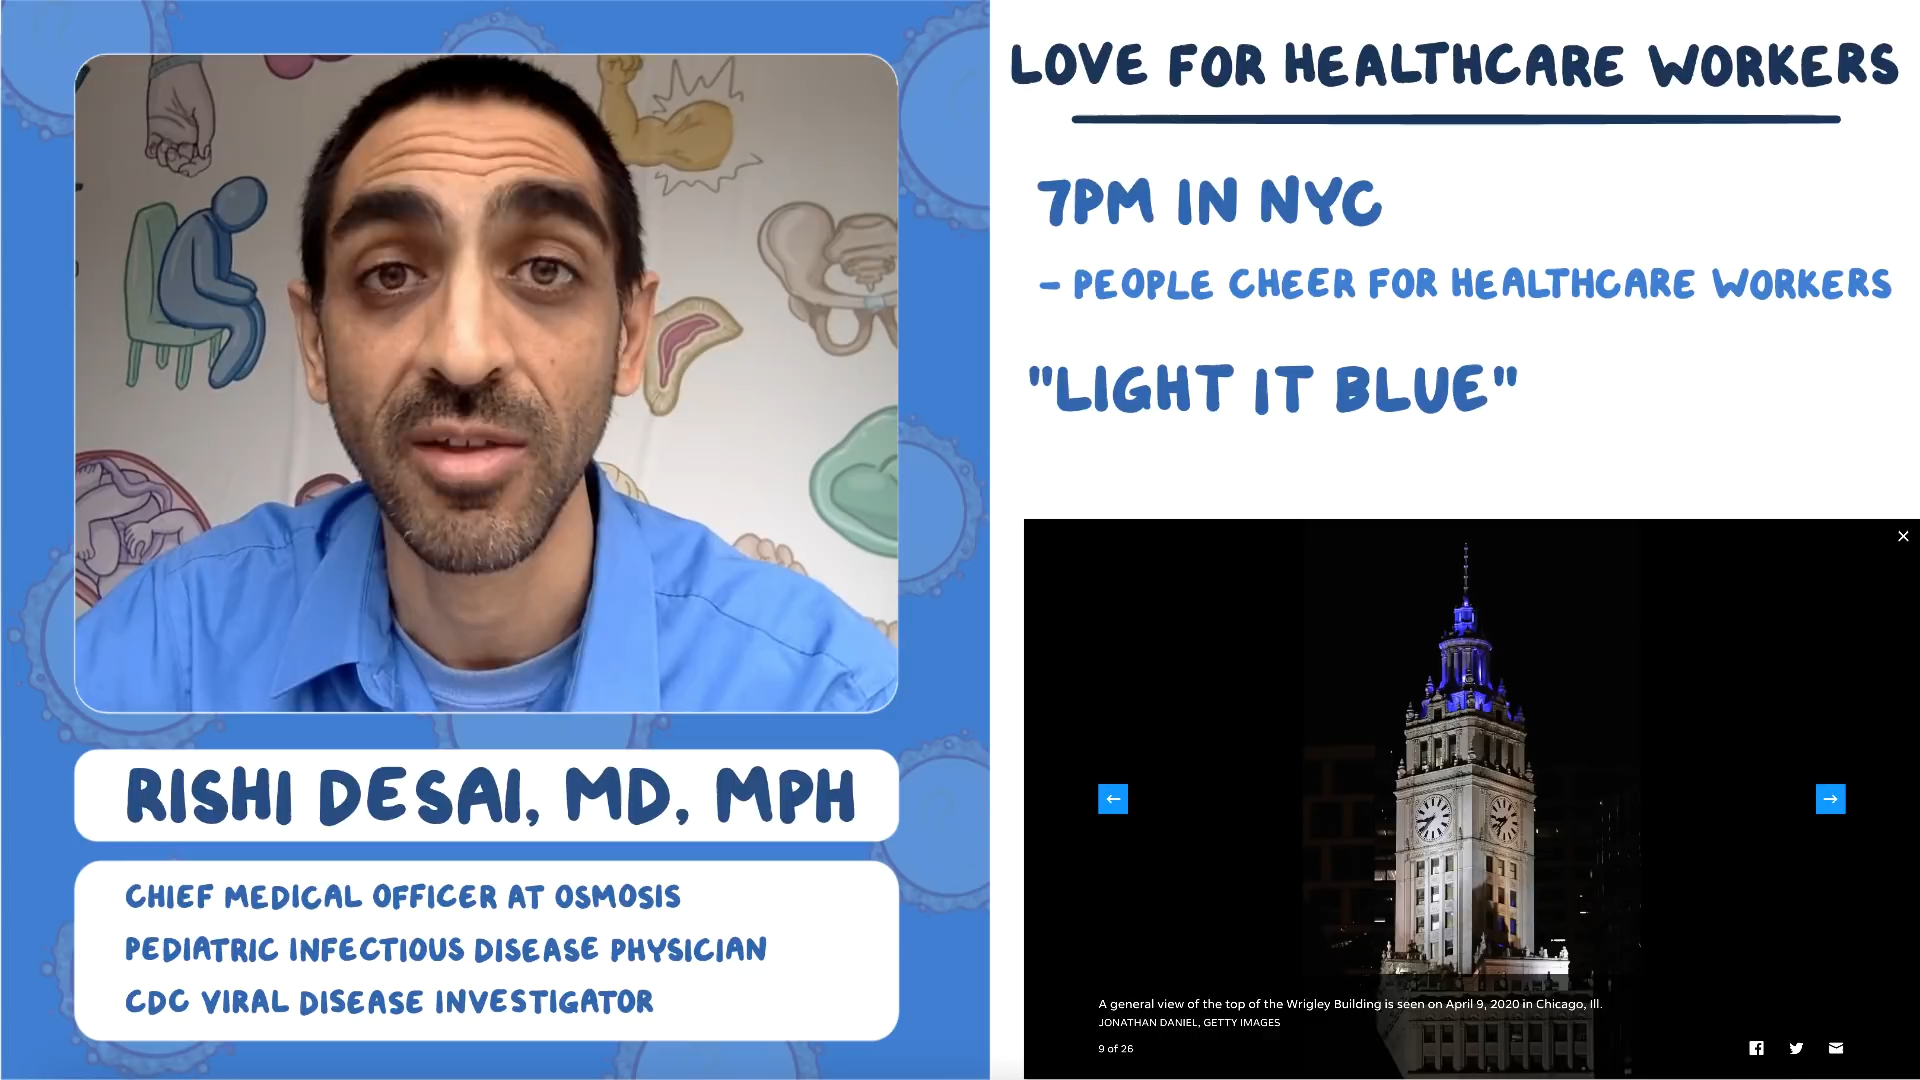 RISHI DESAI, MD, MPH
CHIEF MEDICAL OFFICER AT OSMOSIS
PEDIATRIC INFECTIOUS DISEASE PHYSICIAN
CDC VIRAL DISEASE INVESTIGATOR
LOVE FOR HEALTHCARE WORKERS
7PM IN NYC
- PEOPLE CHEER FOR HEALTHCARE WORKERS
"LIGHT IT BLUE"
A general view of the top of the Wrigley Building is seen on April 9, 2020 in Chicago, Ill.
JONATHAN DANIEL, GETTY IMAGES
9 of 26